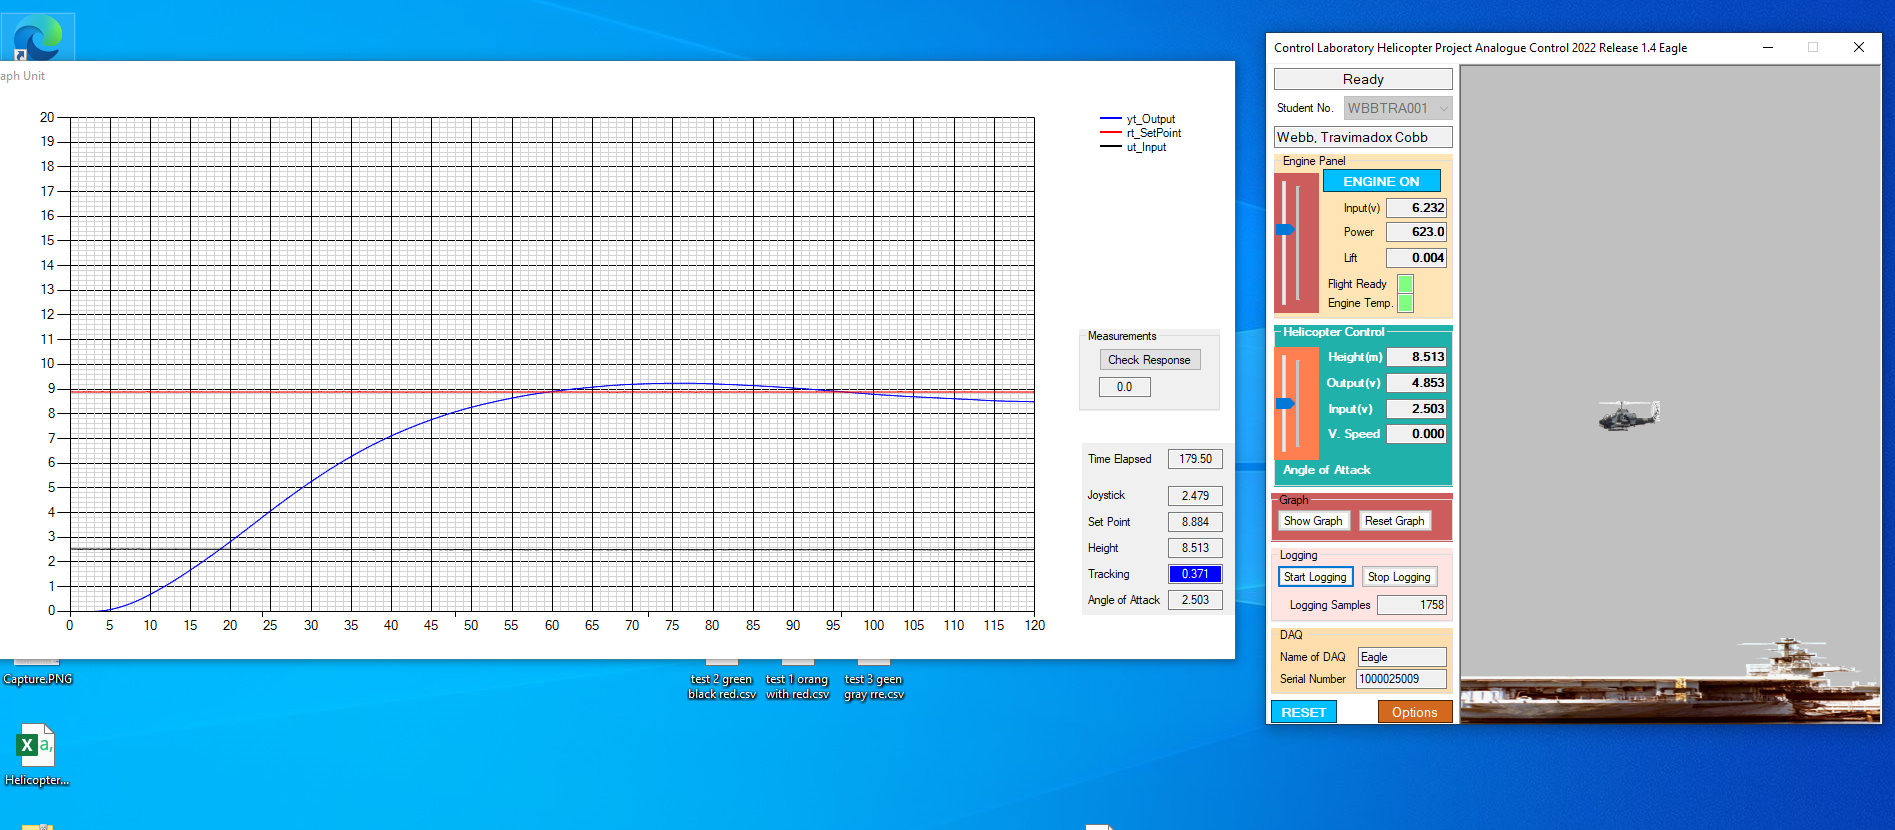 aph Unit
20
19
18
17
16
15
14
13
12
11
10
9
8
7
6
5
4
3
2
1
0
0 5 10 15 20 25 30 35 40 45 50 55 60 65 70 75 80 85 90 95 100 105 110 115 120
yt_Output
rt_SetPoint
ut_Input
Measurements
Check Response
0.0
Time Elapsed 179.50
Joystick 2.479
Set Point 8.884
Height 8.513
Tracking 0.371
Angle of Attack 2.503
Capture.PNG
test 2 green
black red.csv
test 1 orang
with red.csv
test 3 geen
gray rre.csv
X a,
Helicopter...
Control Laboratory Helicopter Project Analogue Control 2022 Release 1.4 Eagle
Ready
Student No. WBBTRA001
Webb, Travimadox Cobb
Engine Panel
ENGINE ON
Input(v) 6.232
Power 623.0
Lift 0.004
Flight Ready
Engine Temp.
Helicopter Control
Height(m) 8.513
Output(v) 4.853
Input(v) 2.503
V. Speed 0.000
Angle of Attack
Graph
Show Graph Reset Graph
Logging
Start Logging Stop Logging
Logging Samples 1758
DAQ
Name of DAQ Eagle
Serial Number 1000025009
RESET Options